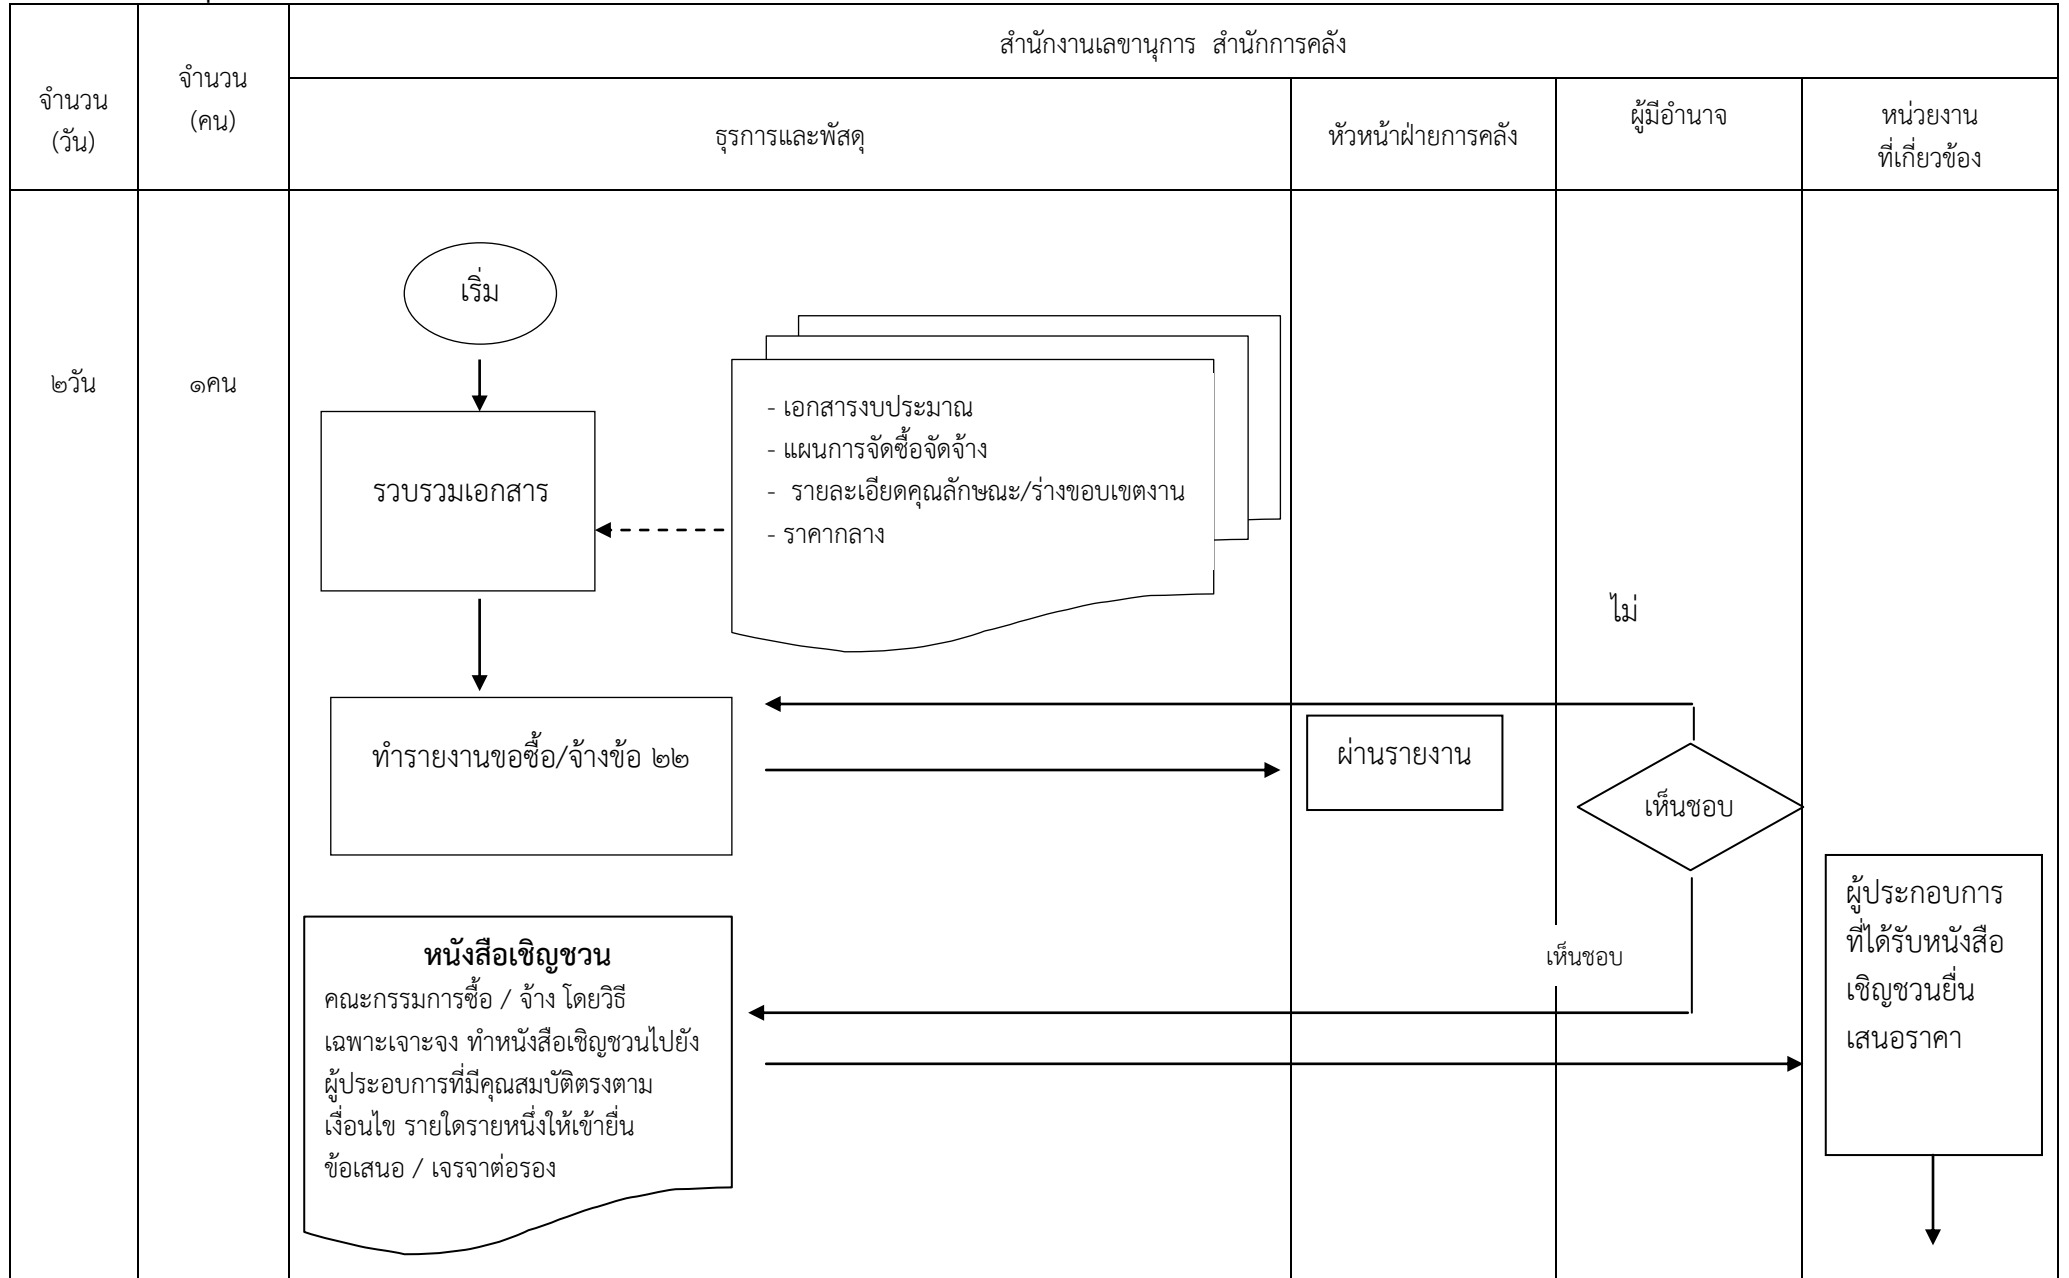 สำนักงานเลขานุการ สำนักการคลัง
จำนวน
(วัน)
จำนวน
(คน)
ธุรการและพัสดุ
หัวหน้าฝ่ายการคลัง
ผู้มีอำนาจ
หน่วยงาน
ที่เกี่ยวข้อง
เริ่ม
๒วัน
๑คน
- เอกสารงบประมาณ
- แผนการจัดซื้อจัดจ้าง
- รายละเอียดคุณลักษณะ/ร่างขอบเขตงาน
- ราคากลาง
รวบรวมเอกสาร
ไม่
ทำรายงานขอซื้อ/จ้างข้อ ๒๒
ผ่านรายงาน
เห็นชอบ
ผู้ประกอบการ
ที่ได้รับหนังสือ
เชิญชวนยื่น
เสนอราคา
เห็นชอบ
หนังสือเชิญชวน
คณะกรรมการซื้อ / จ้าง โดยวิธี
เฉพาะเจาะจง ทำหนังสือเชิญชวนไปยัง
ผู้ประอบการที่มีคุณสมบัติตรงตาม
เงื่อนไข รายใดรายหนึ่งให้เข้ายื่น
ข้อเสนอ / เจรจาต่อรอง